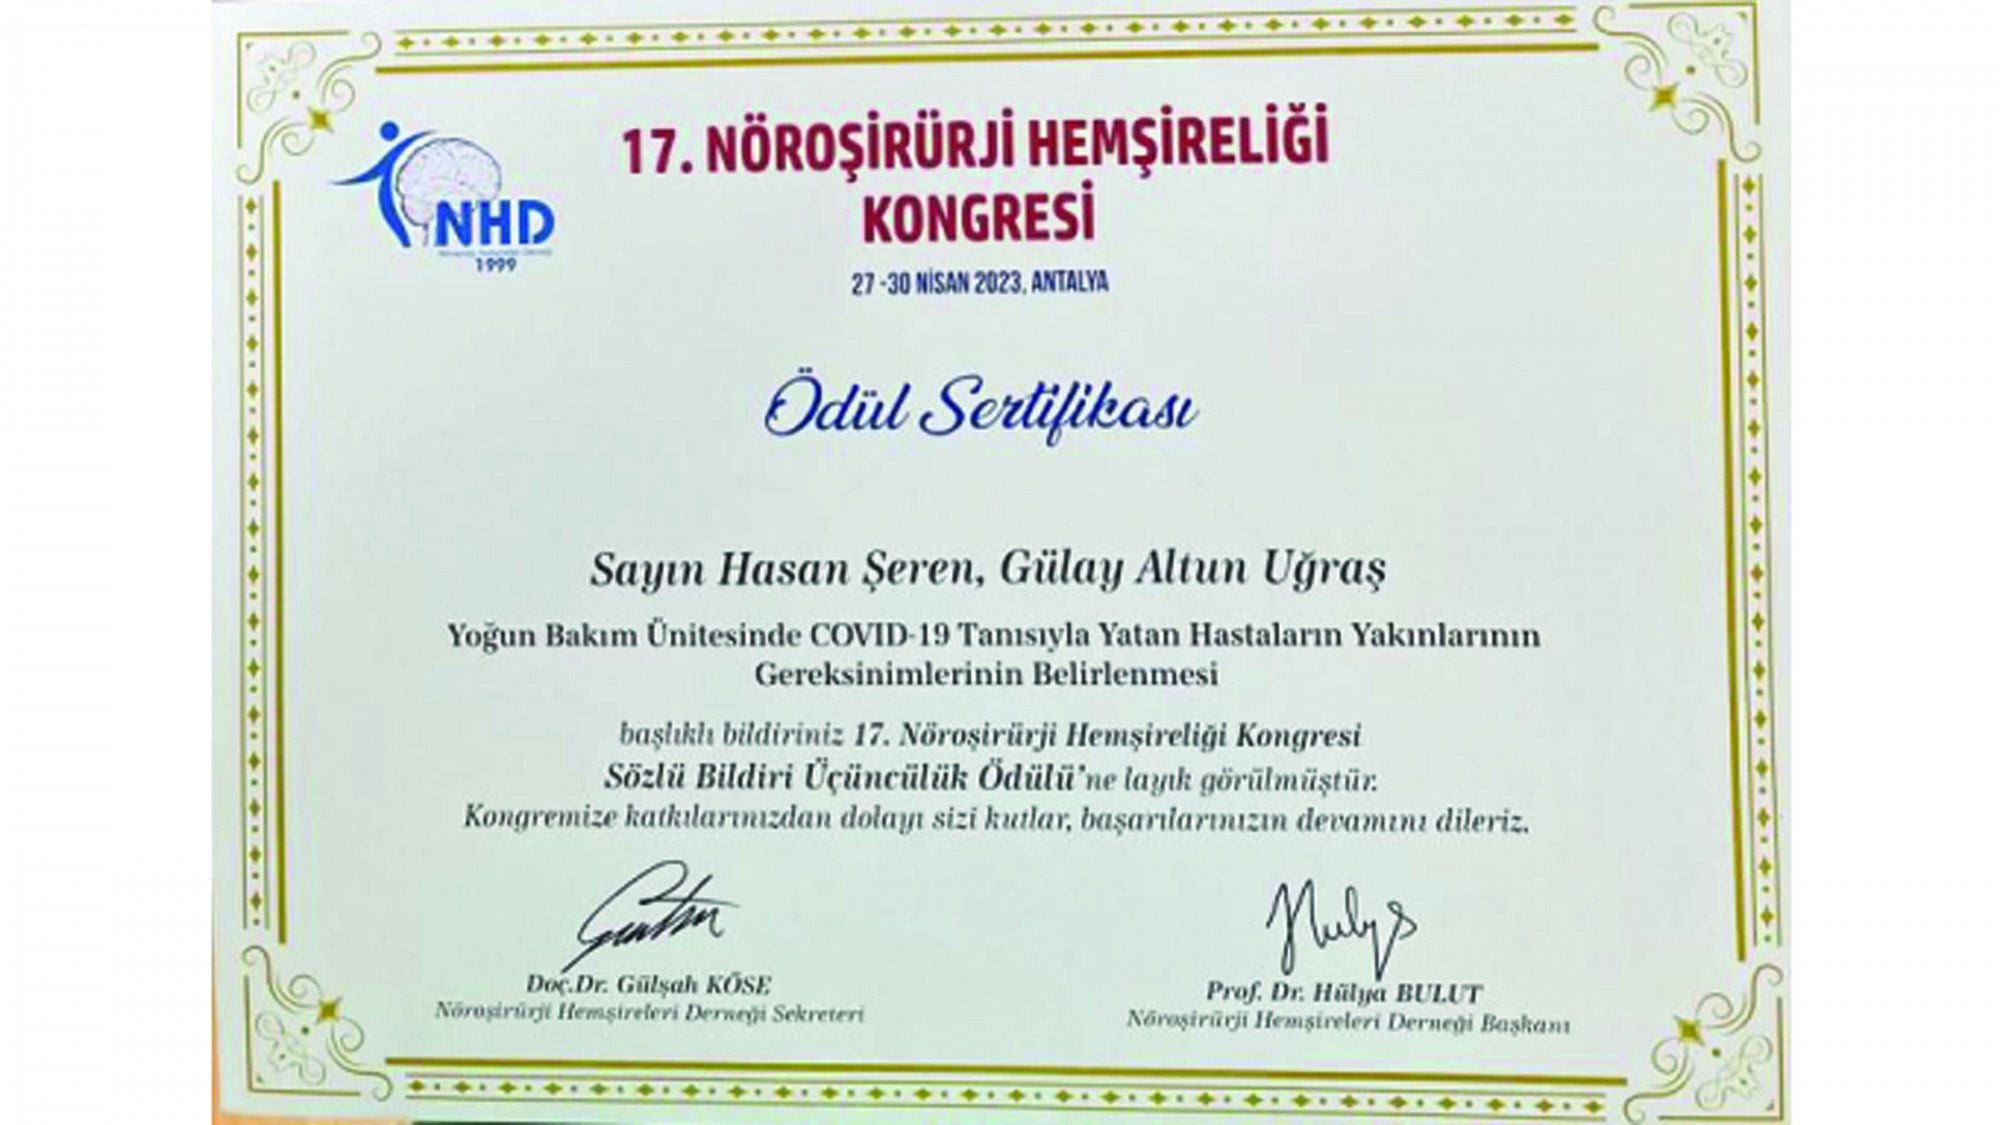 17. NÖROŞİRÜRJİ HEMŞİRELİĞİ
KONGRESİ
27 -30 NİSAN 2023, ANTALYA
NHD
1999
Ödül Sertifikası
Sayın Hasan Şeren, Gülay Altun Uğraş
Yoğun Bakım Ünitesinde COVID-19 Tanısıyla Yatan Hastaların Yakınlarının
Gereksinimlerinin Belirlenmesi
başlıklı bildiriniz 17. Nöroşirürji Hemşireliği Kongresi
Sözlü Bildiri Üçüncülük Ödülü'ne layık görülmüştür.
Kongremize katkılarınızdan dolayı sizi kutlar, başarılarınızın devamını dileriz.
Doç.Dr. Gülşah KÖSE
Nöroşirürji Hemşireleri Derneği Sekreteri
Prof. Dr. Hülya BULUT
Nöroşirürji Hemşireleri Derneği Başkanı